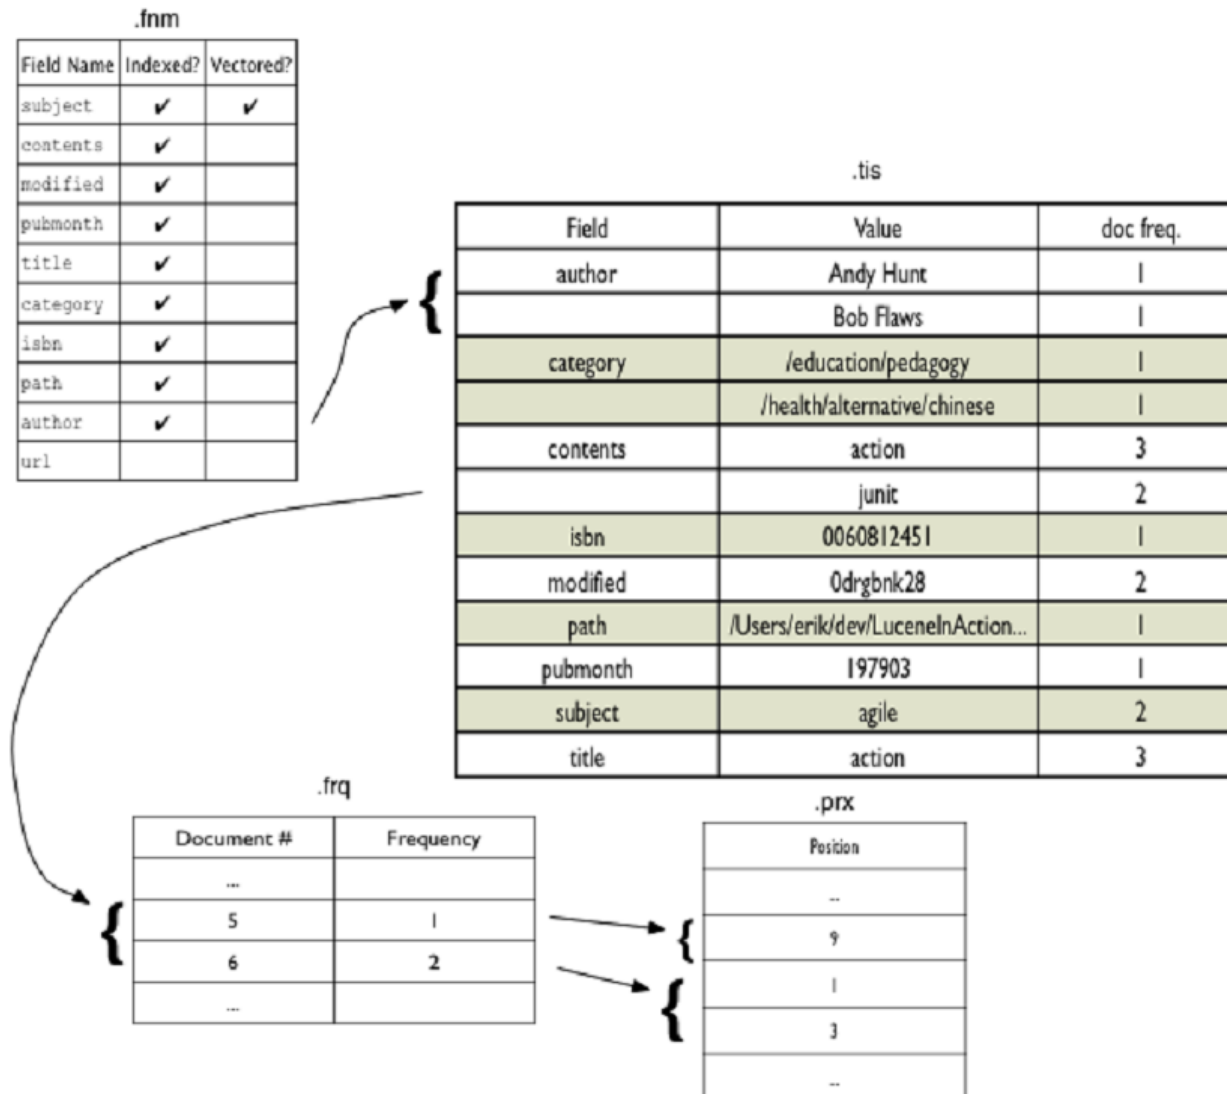 .fnm
Field Name Indexed? Vectored?
subject ✔ ✔
contents ✔
modified ✔
pubmonth ✔
title ✔
category ✔
isbn ✔
path ✔
author ✔
url
.tis
Field Value doc freq.
author Andy Hunt 1
Bob Flaws 1
category /education/pedagogy 1
/health/alternative/chinese 1
contents action 3
junit 2
isbn 0060812451 1
modified 0drgbnk28 2
path /Users/erik/dev/LuceneInAction... 1
pubmonth 197903 1
subject agile 2
title action 3
.frq
Document # Frequency
...
5 1
6 2
...
.prx
Position
...
9
1
3
...